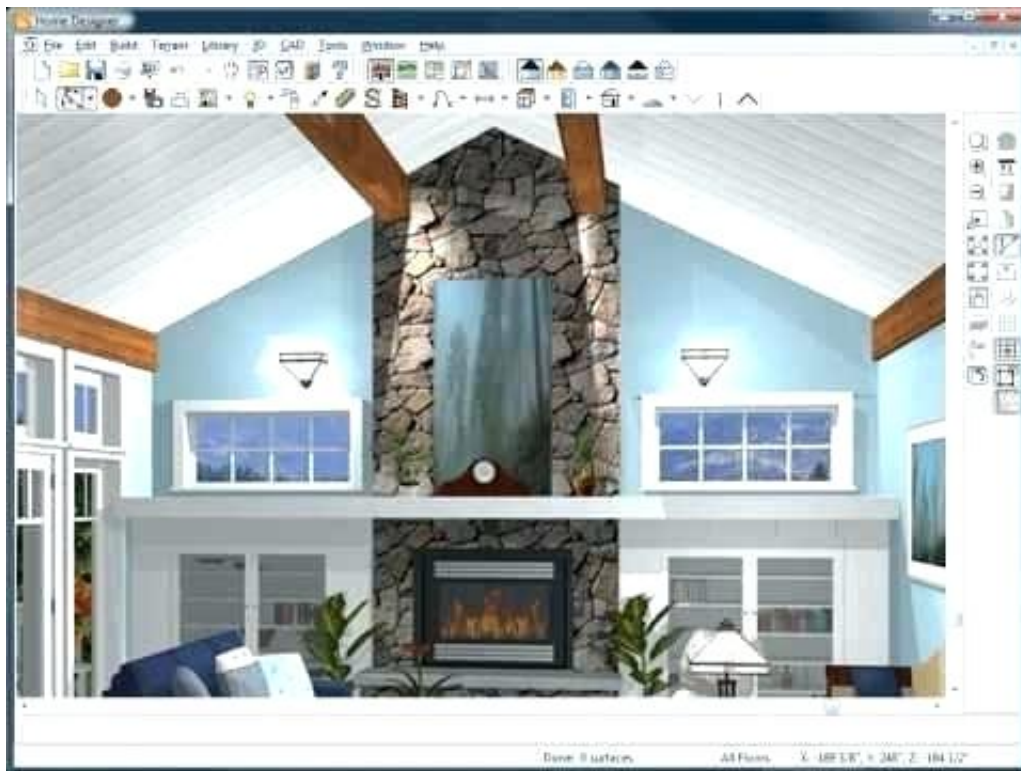 Home Designer
File Edit Build Terrain Library 3D CAD Tools Window Help
Done: 0 surfaces All Floors